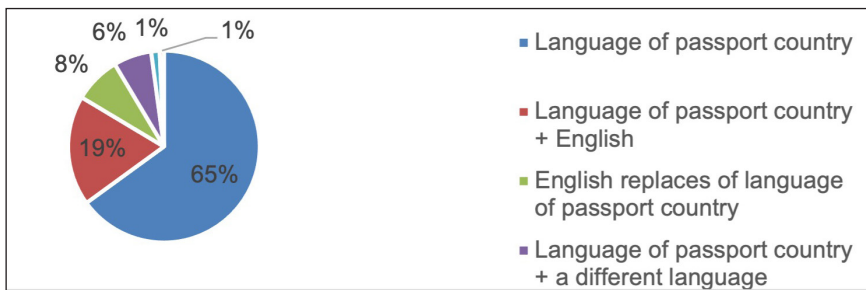 6% 1% 1%
8%
19%
65%
Language of passport country
Language of passport country
+ English
English replaces of language
of passport country
Language of passport country
+ a different language